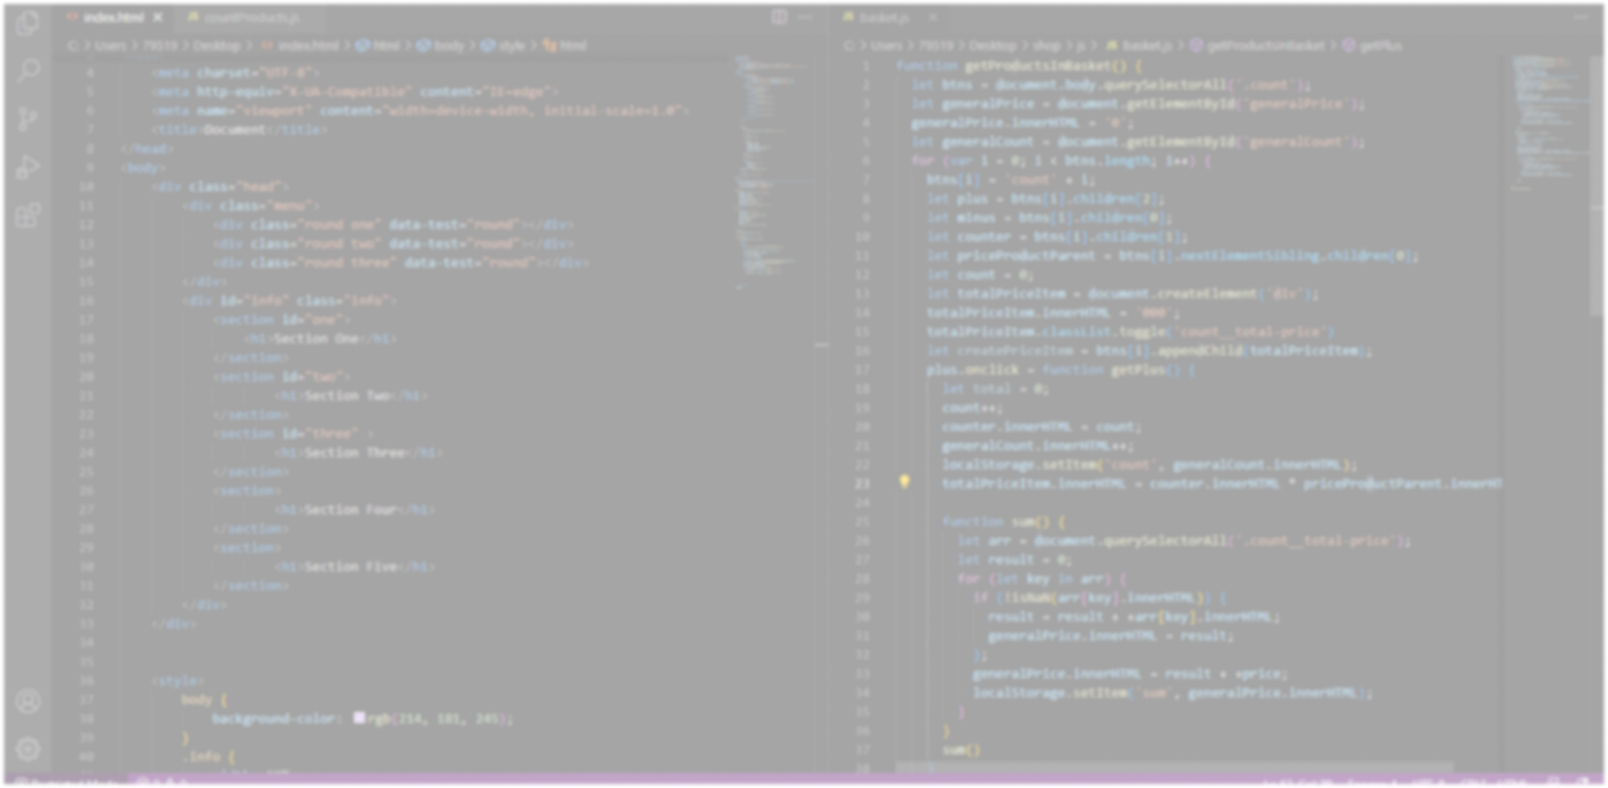 index.html
countProducts.js
C: > Users > 79519 > Desktop > index.html > html > body > style > html
4 <meta charset="UTF-8">
5 <meta http-equiv="X-UA-Compatible" content="IE=edge">
6 <meta name="viewport" content="width=device-width, initial-scale=1.0">
7 <title>Document</title>
8 </head>
9 <body>
10 <div class="head">
11 <div class="menu">
12 <div class="round one" data-test="round"></div>
13 <div class="round two" data-test="round"></div>
14 <div class="round three" data-test="round"></div>
15 </div>
16 <div id="info" class="info">
17 <section id="one">
18 <h1>Section One</h1>
19 </section>
20 <section id="two">
21 <h1>Section Two</h1>
22 </section>
23 <section id="three" >
24 <h1>Section Three</h1>
25 </section>
26 <section>
27 <h1>Section Four</h1>
28 </section>
29 <section>
30 <h1>Section Five</h1>
31 </section>
32 </div>
33 </div>
34
35
36 <style>
37 body {
38 background-color: rgb(214, 181, 245);
39 }
40 .info {
basket.js
C: > Users > 79519 > Desktop > shop > js > basket.js > getProductsInBasket > getPlus
1 function getProductsInBasket() {
2 let btns = document.body.querySelectorAll('.count');
3 let generalPrice = document.getElementById('generalPrice');
4 generalPrice.innerHTML = '0';
5 let generalCount = document.getElementById('generalCount');
6 for (var i = 0; i < btns.length; i++) {
7 btns[i] = 'count' + i;
8 let plus = btns[i].children[2];
9 let minus = btns[i].children[0];
10 let counter = btns[i].children[1];
11 let priceProductParent = btns[i].nextElementSibling.children[0];
12 let count = 0;
13 let totalPriceItem = document.createElement("div");
14 totalPriceItem.innerHTML = '000';
15 totalPriceItem.classList.toggle('count__total-price')
16 let createPriceItem = btns[i].appendChild(totalPriceItem);
17 plus.onclick = function getPlus() {
18 let total = 0;
19 count++;
20 counter.innerHTML = count;
21 generalCount.innerHTML++;
22 localStorage.setItem('count', generalCount.innerHTML);
23 totalPriceItem.innerHTML = counter.innerHTML * priceProductParent.innerHT
24
25 function sum() {
26 let arr = document.querySelectorAll('.count__total-price');
27 let result = 0;
28 for (let key in arr) {
29 if (!isNaN(arr[key].innerHTML)) {
30 result = result + +arr[key].innerHTML;
31 generalPrice.innerHTML = result;
32 };
33 generalPrice.innerHTML = result + +price;
34 localStorage.setItem('sum', generalPrice.innerHTML);
35 }
36 }
37 sum()
38